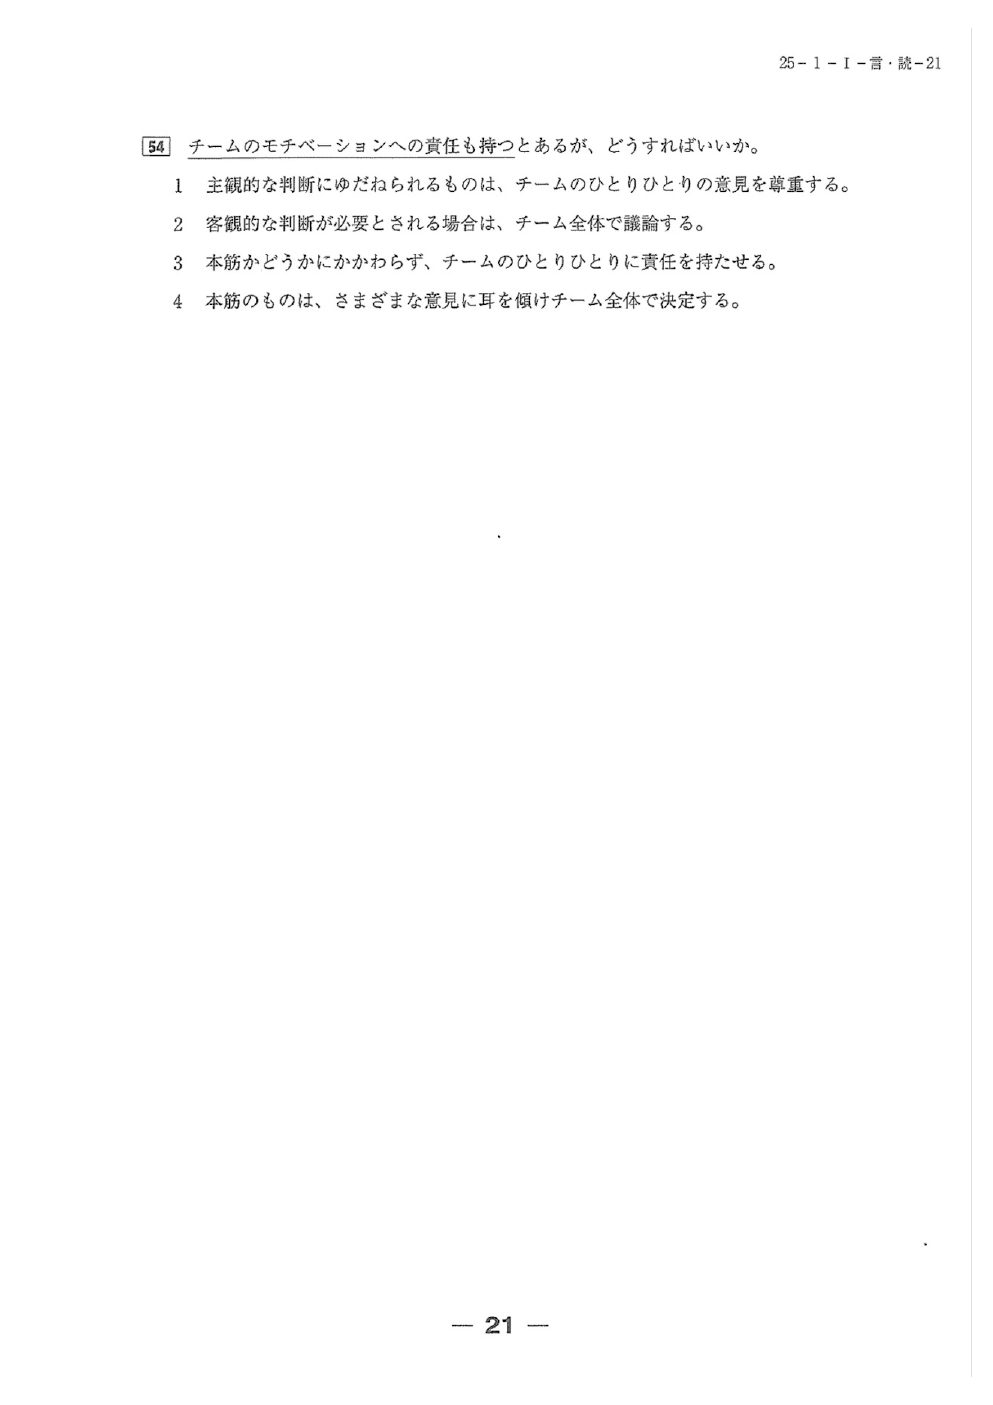 25-1-Ⅰ-言・読-21
54 チームのモチベーションへの責任も持つとあるが、どうすればいいか。
1 主観的な判断にゆだねられるものは、チームのひとりひとりの意見を尊重する。
2 客観的な判断が必要とされる場合は、チーム全体で議論する。
3 本筋かどうかにかかわらず、チームのひとりひとりに責任を持たせる。
4 本筋のものは、さまざまな意見に耳を傾けチーム全体で決定する。
— 21 —